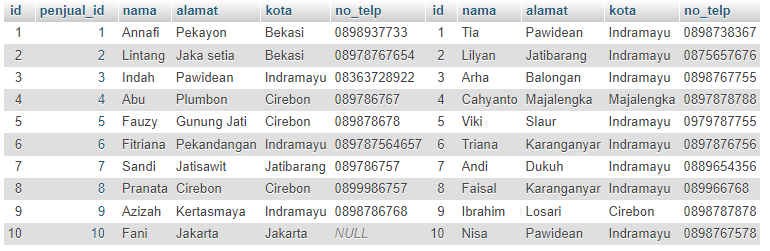 id penjual_id nama alamat kota no_telp id nama alamat kota no_telp
1 1 Annafi Pekayon Bekasi 0898937733 1 Tia Pawidean Indramayu 0898738367
2 2 Lintang Jaka setia Bekasi 08978767654 2 Lilyan Jatibarang Indramayu 0875657676
3 3 Indah Pawidean Indramayu 08363728922 3 Arha Balongan Indramayu 0898767755
4 4 Abu Plumbon Cirebon 089786767 4 Cahyanto Majalengka Majalengka 0897878788
5 5 Fauzy Gunung Jati Cirebon 089878678 5 Viki Slaur Indramayu 0979787755
6 6 Fitriana Pekandangan Indramayu 089787564657 6 Triana Karanganyar Indramayu 0897876756
7 7 Sandi Jatisawit Jatibarang 089786757 7 Andi Dukuh Indramayu 0889654356
8 8 Pranata Cirebon Cirebon 0899986757 8 Faisal Karanganyar Indramayu 089966768
9 9 Azizah Kertasmaya Indramayu 0898786768 9 Ibrahim Losari Cirebon 0898787878
10 10 Fani Jakarta Jakarta NULL 10 Nisa Pawidean Indramayu 0898767578